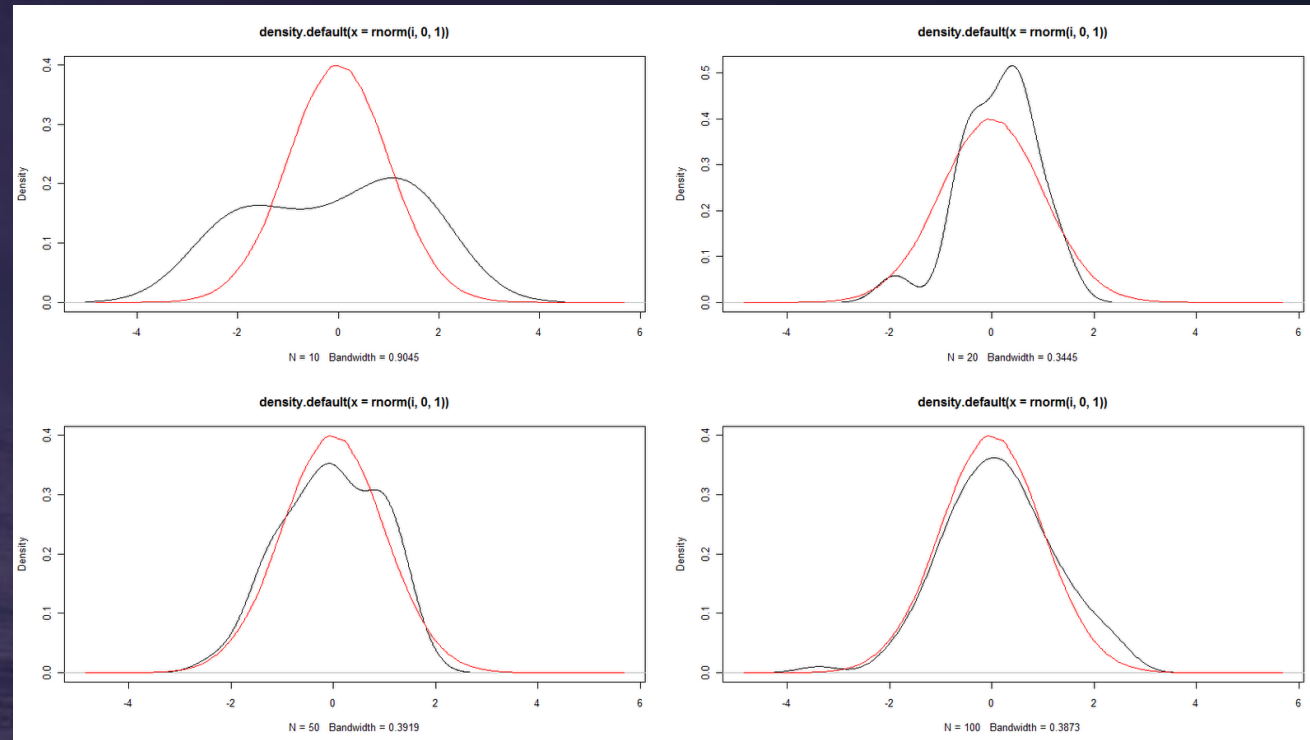 density.default(x = rnorm(i, 0, 1))
Density
0.0 0.1 0.2 0.3 0.4
-4 -2 0 2 4 6
N = 10 Bandwidth = 0.9045
density.default(x = rnorm(i, 0, 1))
Density
0.0 0.1 0.2 0.3 0.4 0.5
-4 -2 0 2 4 6
N = 20 Bandwidth = 0.3445
density.default(x = rnorm(i, 0, 1))
Density
0.0 0.1 0.2 0.3 0.4
-4 -2 0 2 4 6
N = 50 Bandwidth = 0.3919
density.default(x = rnorm(i, 0, 1))
Density
0.0 0.1 0.2 0.3 0.4
-4 -2 0 2 4 6
N = 100 Bandwidth = 0.3873